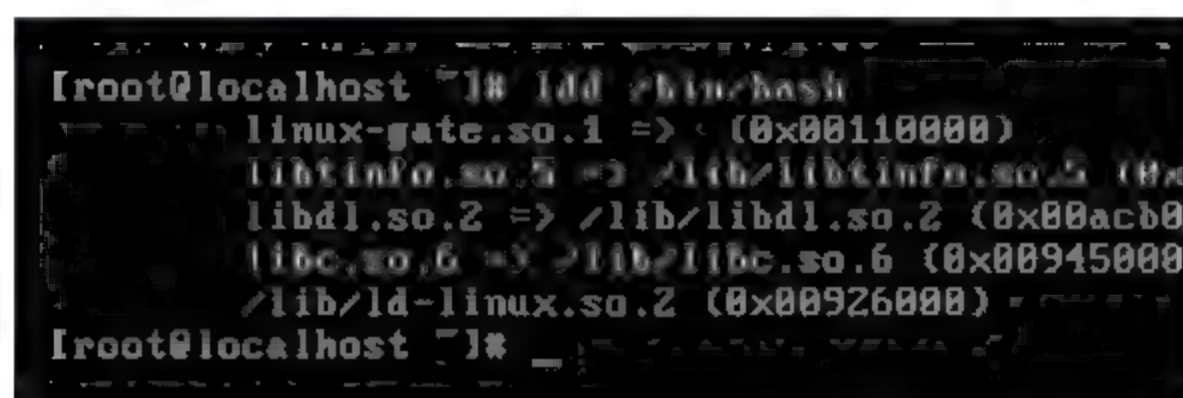 [root@localhost ~]# ldd /bin/bash
linux-gate.so.1 => (0x00110000)
libtinfo.so.5 => /lib/libtinfo.so.5 (0x
libdl.so.2 => /lib/libdl.so.2 (0x00acb0
libc.so.6 => /lib/libc.so.6 (0x00945000
/lib/ld-linux.so.2 (0x00926000)
[root@localhost ~]# _